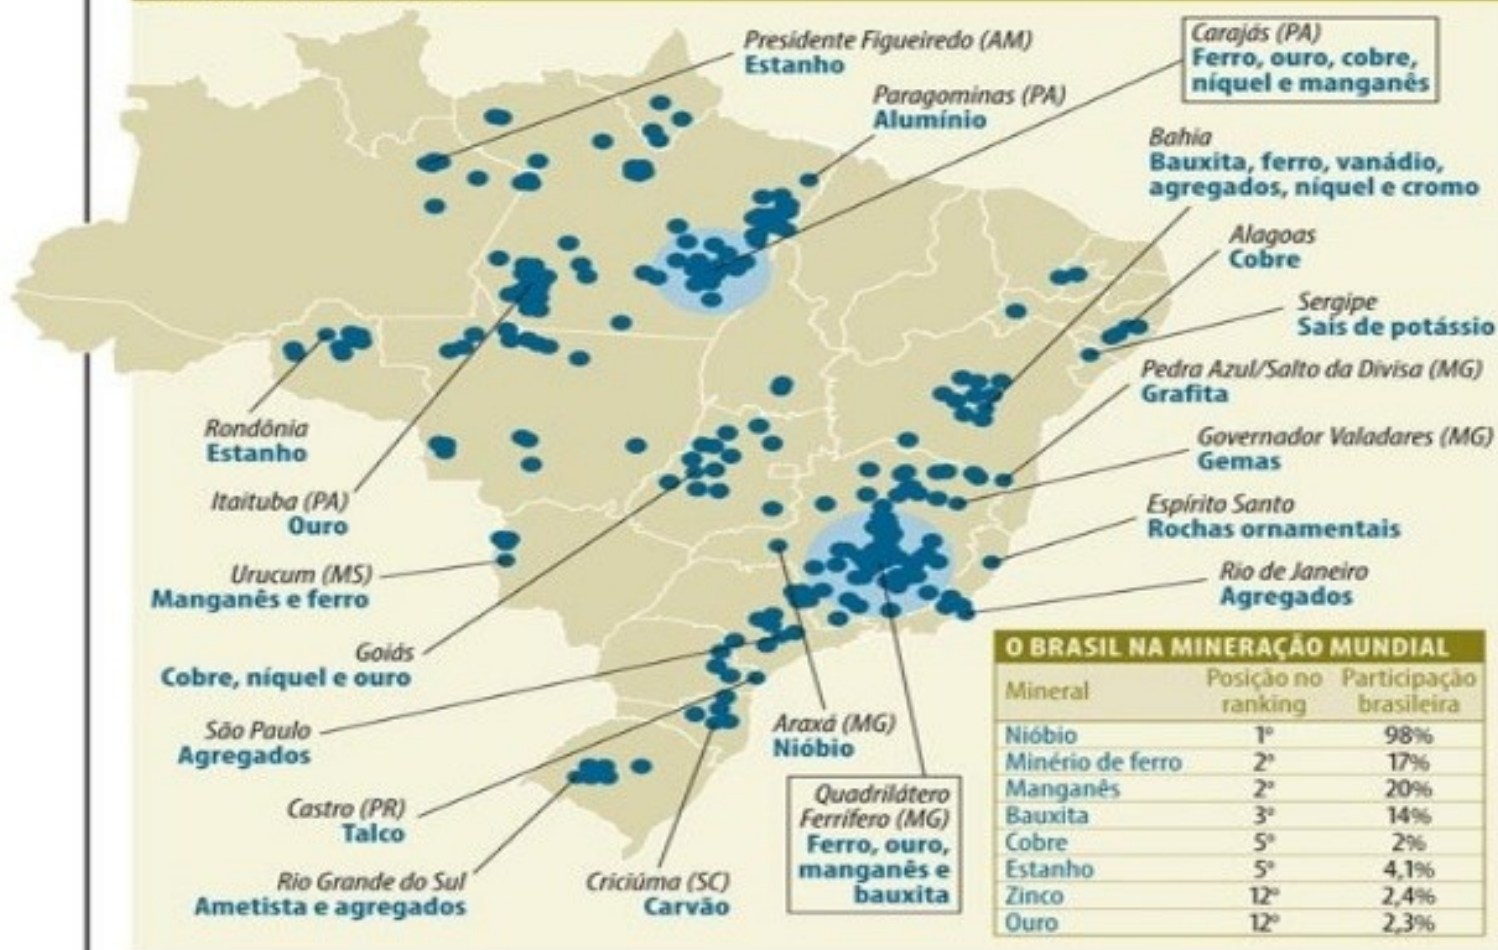 Presidente Figueiredo (AM)
Estanho
Carajás (PA)
Ferro, ouro, cobre,
níquel e manganês
Paragominas (PA)
Alumínio
Bahia
Bauxita, ferro, vanádio,
agregados, níquel e cromo
Alagoas
Cobre
Sergipe
Sais de potássio
Pedra Azul/Salto da Divisa (MG)
Grafita
Governador Valadares (MG)
Gemas
Espírito Santo
Rochas ornamentais
Rio de Janeiro
Agregados
Rondônia
Estanho
Itaituba (PA)
Ouro
Urucum (MS)
Manganês e ferro
Goiás
Cobre, níquel e ouro
São Paulo
Agregados
Castro (PR)
Talco
Rio Grande do Sul
Ametista e agregados
Criciúma (SC)
Carvão
Araxá (MG)
Nióbio
Quadrilátero
Ferrífero (MG)
Ferro, ouro,
manganês e
bauxita
O BRASIL NA MINERAÇÃO MUNDIAL
Mineral Posição no ranking Participação brasileira
Nióbio 1º 98%
Minério de ferro 2º 17%
Manganês 2º 20%
Bauxita 3º 14%
Cobre 5º 2%
Estanho 5º 4,1%
Zinco 12º 2,4%
Ouro 12º 2,3%